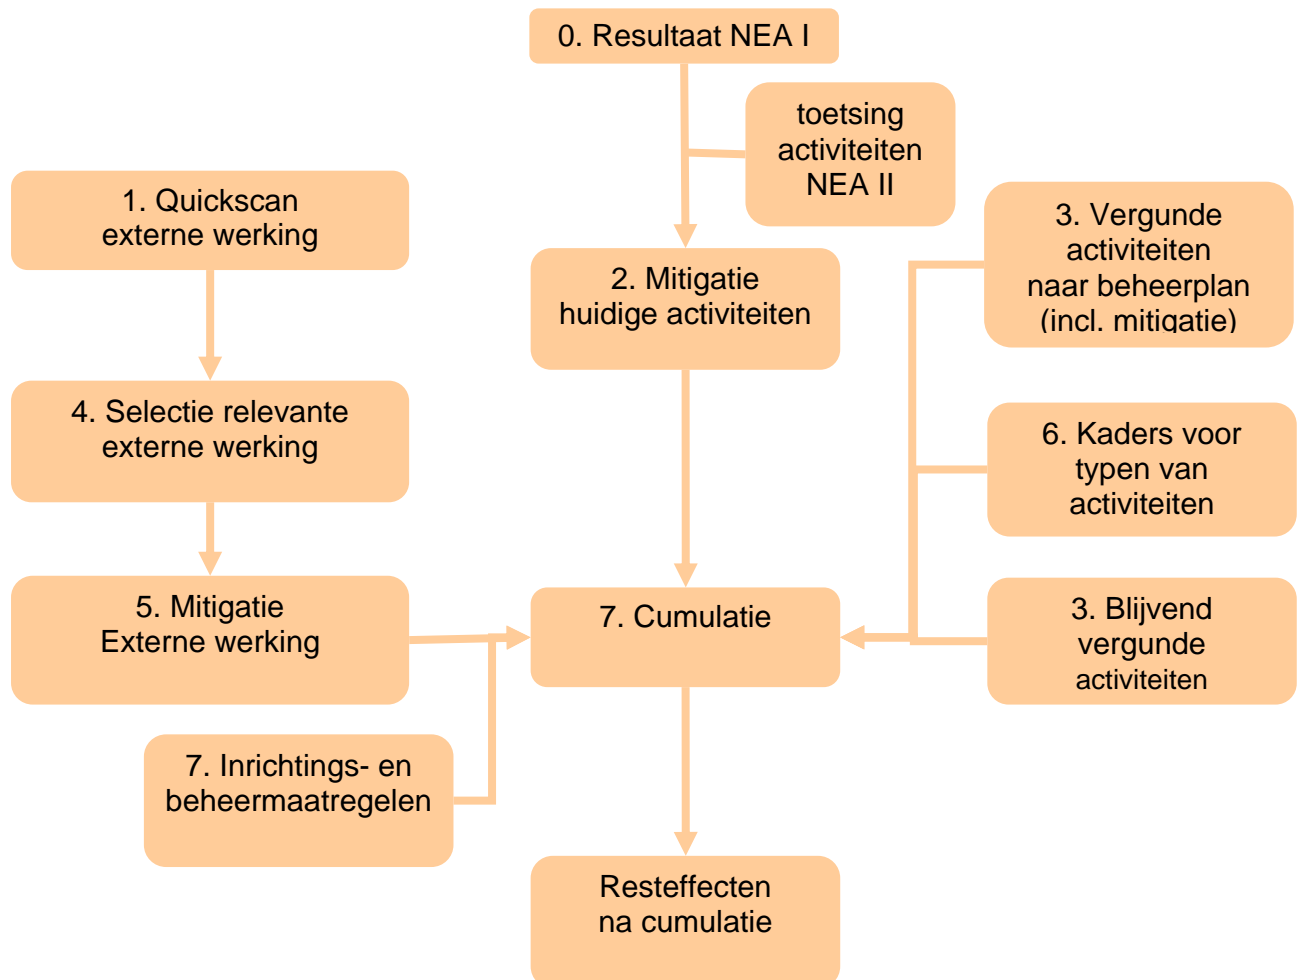 0. Resultaat NEA I
toetsing
activiteiten
NEA II
1. Quickscan
externe werking
3. Vergunde
activiteiten
naar beheerplan
(incl. mitigatie)
2. Mitigatie
huidige activiteiten
4. Selectie relevante
externe werking
6. Kaders voor
typen van
activiteiten
5. Mitigatie
Externe werking
7. Cumulatie
3. Blijvend
vergunde
activiteiten
7. Inrichtings- en
beheermaatregelen
Resteffecten
na cumulatie